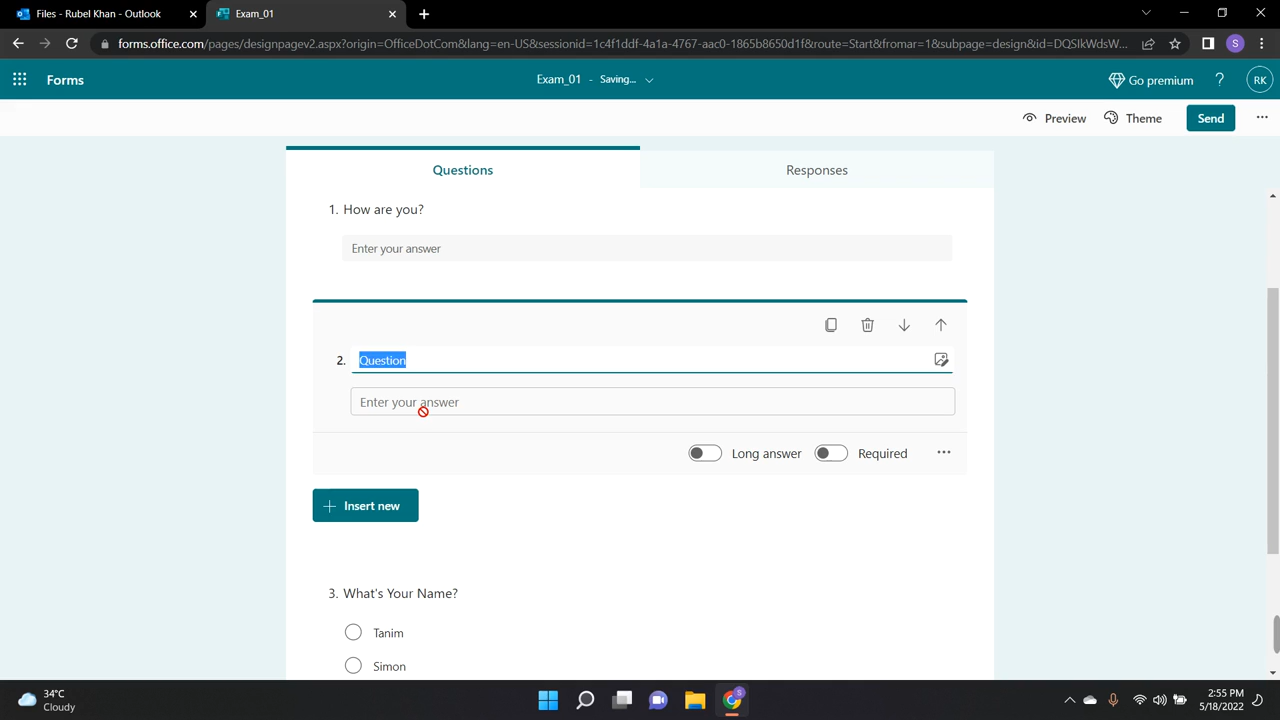 Files - Rubel Khan - Outlook
Exam_01
forms.office.com/pages/designpagev2.aspx?origin=OfficeDotCom&lang=en-US&sessionid=1c4f1ddf-4a1a-4767-aac0-1865b8650d1f&route=Start&fromar=1&subpage=design&id=DQSIkWdsW...
S
Forms
Exam_01 - Saving...
Go premium
?
RK
Preview
Theme
Send
Questions
Responses
1. How are you?
Enter your answer
2. Question
Enter your answer
Long answer
Required
Insert new
3. What's Your Name?
Tanim
Simon
34°C
Cloudy
S
2:55 PM
5/18/2022